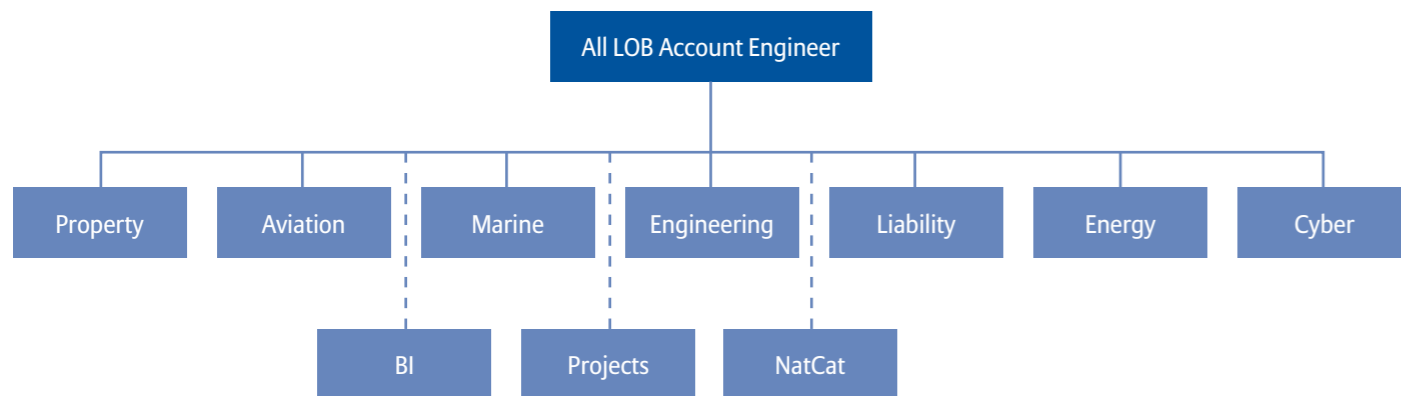 All LOB Account Engineer
Property
Aviation
Marine
Engineering
Liability
Energy
Cyber
BI
Projects
NatCat